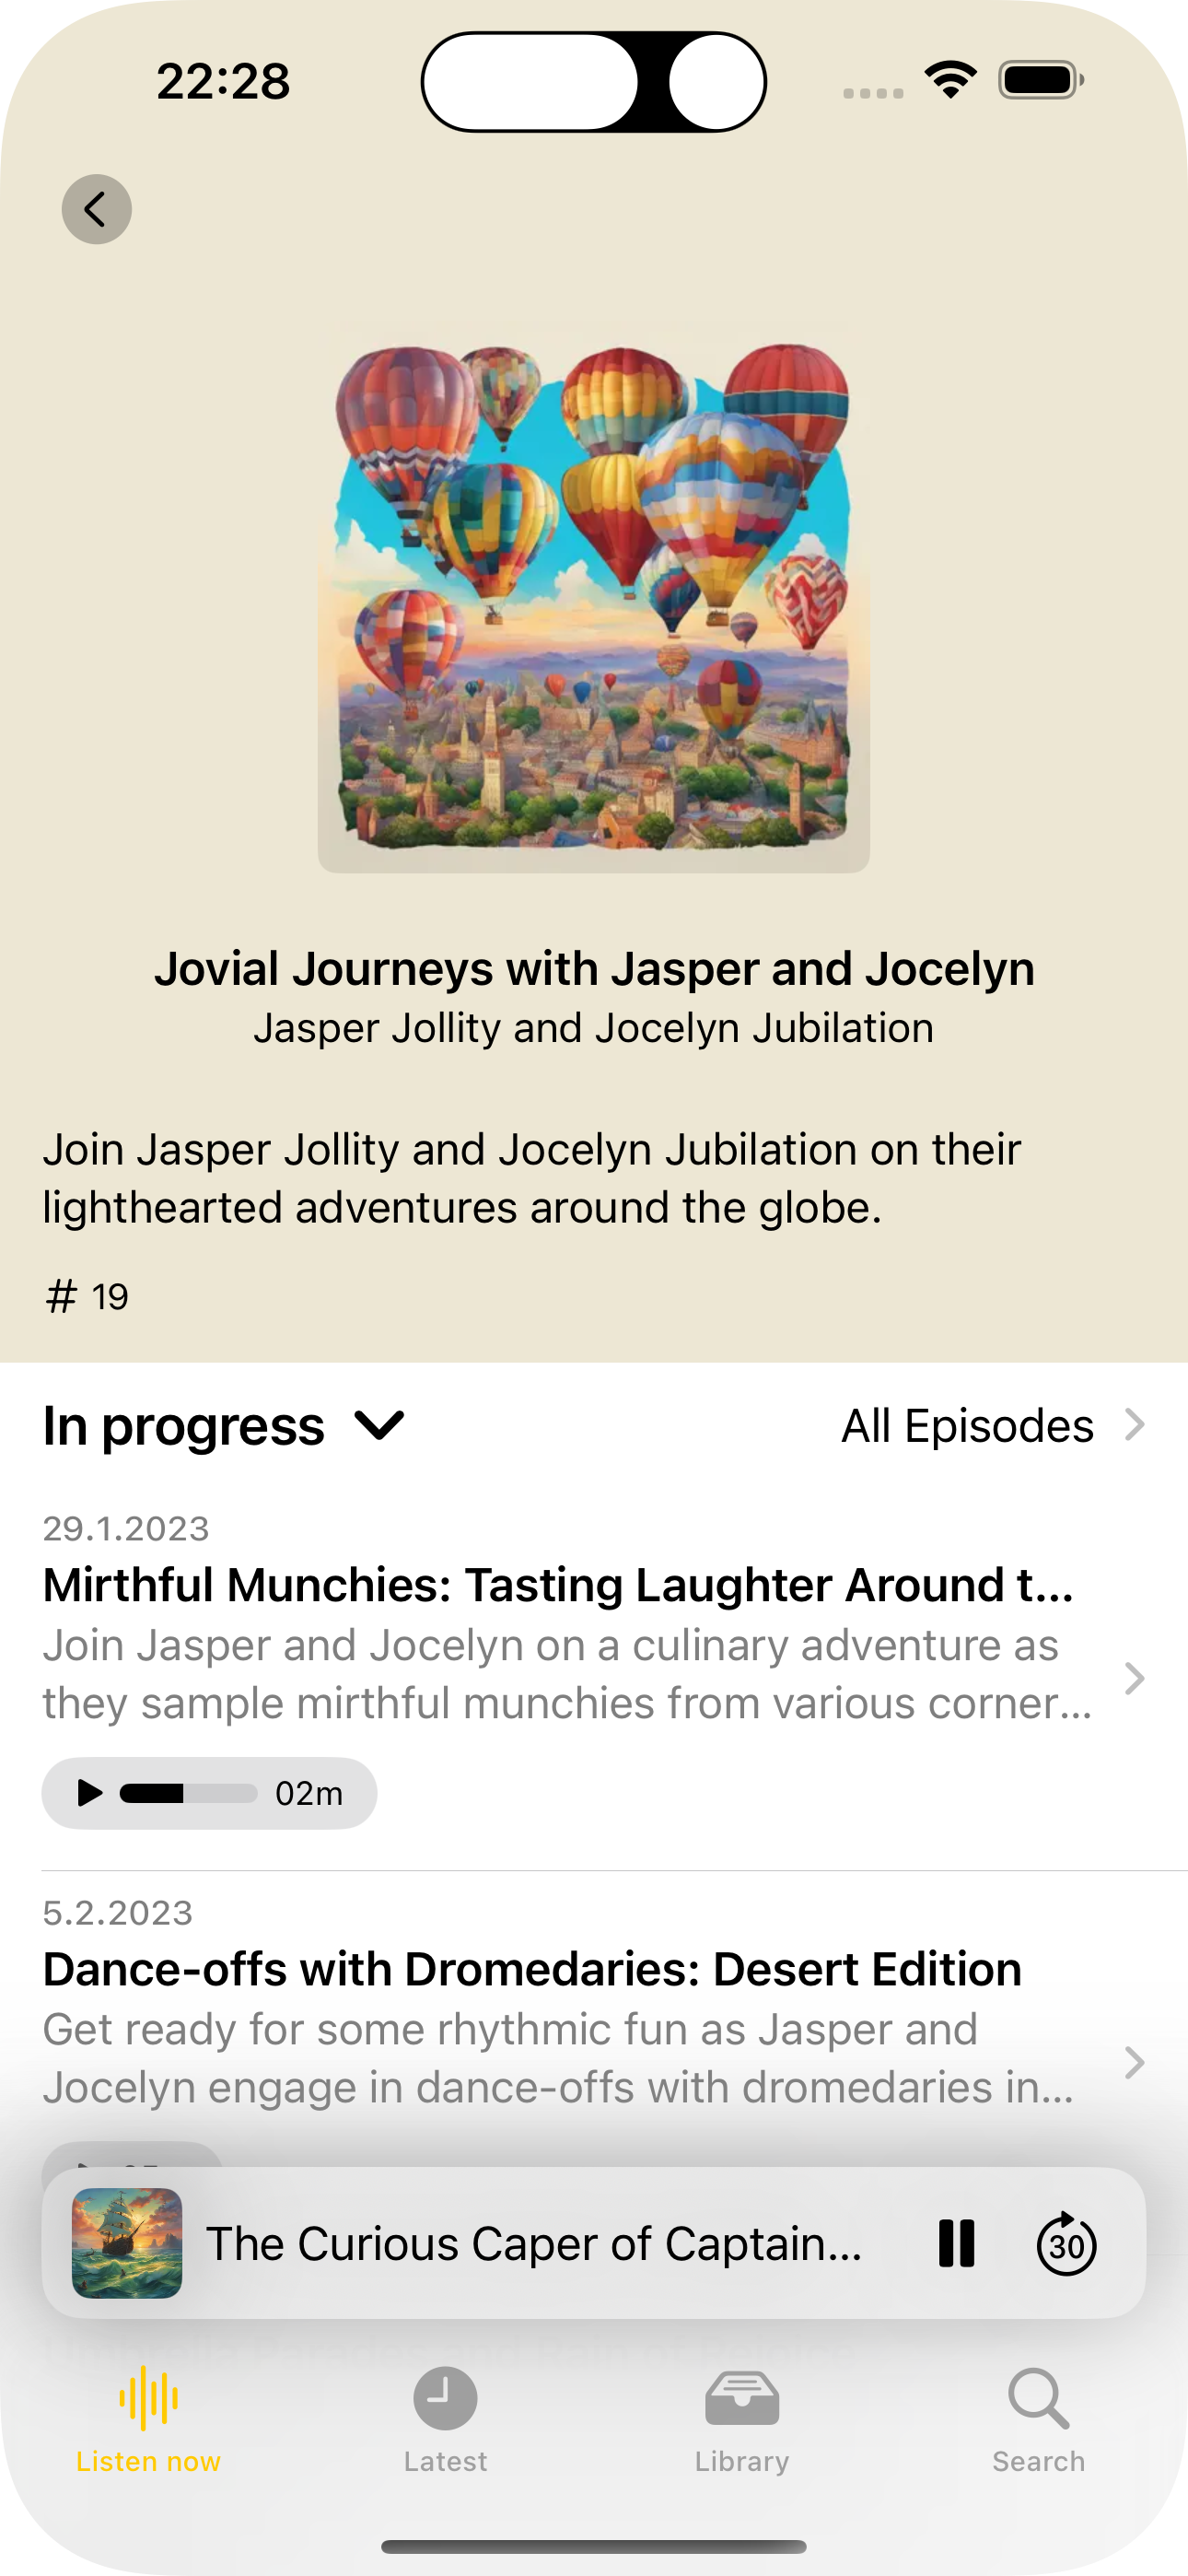 22:28
Jovial Journeys with Jasper and Jocelyn
Jasper Jollity and Jocelyn Jubilation
Join Jasper Jollity and Jocelyn Jubilation on their
lighthearted adventures around the globe.
# 19
In progress
All Episodes
29.1.2023
Mirthful Munchies: Tasting Laughter Around t...
Join Jasper and Jocelyn on a culinary adventure as
they sample mirthful munchies from various corner...
02m
5.2.2023
Dance-offs with Dromedaries: Desert Edition
Get ready for some rhythmic fun as Jasper and
Jocelyn engage in dance-offs with dromedaries in...
The Curious Caper of Captain...
30
Listen now
Latest
Library
Search